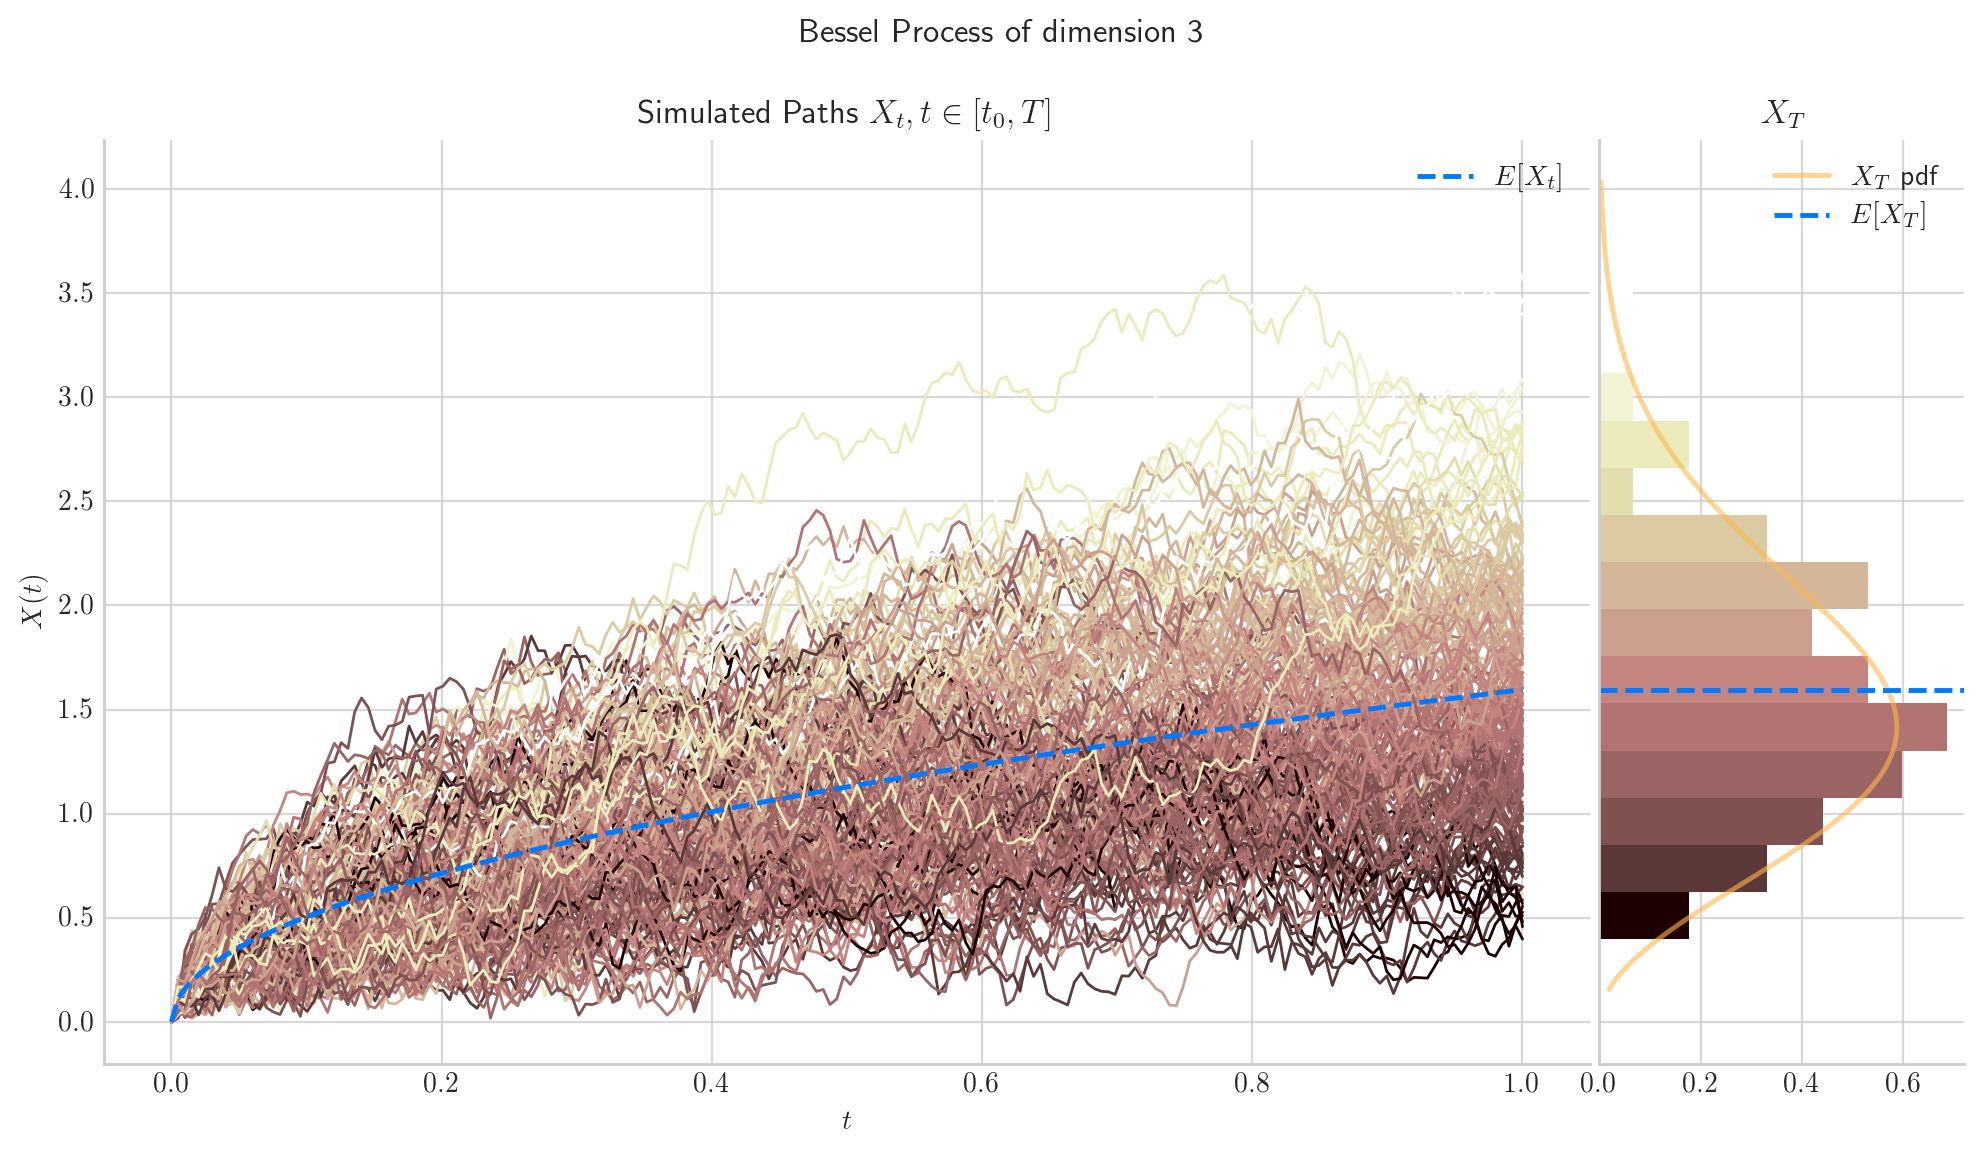 Bessel Process of dimension 3
Simulated Paths $X_t, t \in [t_0, T]$
$X_T$
$E[X_t]$
$X_T$ pdf
$E[X_T]$
4.0
3.5
3.0
2.5
2.0
1.5
1.0
0.5
0.0
$X(t)$
0.0 0.2 0.4 0.6 0.8 1.0
0.0 0.2 0.4 0.6
$t$